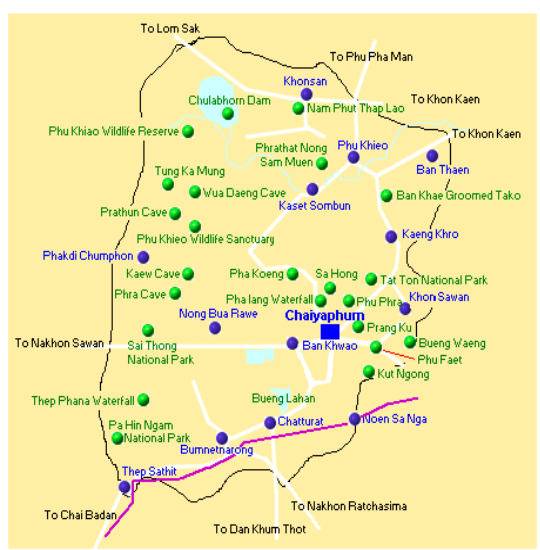 To Lom Sak
To Phu Pha Man
Khonsan
Chulabhorn Dam
Nam Phut Thap Lao
To Khon Kaen
Phu Khiao Wildlife Reserve
To Khon Kaen
Phrathat Nong
Sam Muen
Phu Khieo
Ban Thaen
Tung Ka Mung
Wua Daeng Cave
Kaset Sombun
Ban Khae Groomed Tako
Prathun Cave
Phu Khieo Wildlife Sanctuary
Kaeng Khro
Phakdi Chumphon
Kaew Cave
Pha Koeng
Sa Hong
Tat Ton National Park
Phra Cave
Pha lang Waterfall
Phu Phra
Khon Sawan
Nong Bua Rawe
Chaiyaphum
Prang Ku
To Nakhon Sawan
Sai Thong
National Park
Ban Khwao
Bueng Waeng
Phu Faet
Kut Ngong
Thep Phana Waterfall
Bueng Lahan
Pa Hin Ngam
National Park
Chatturat
Noen Sa Nga
Bumnetnarong
Thep Sathit
To Nakhon Ratchasima
To Chai Badan
To Dan Khum Thot